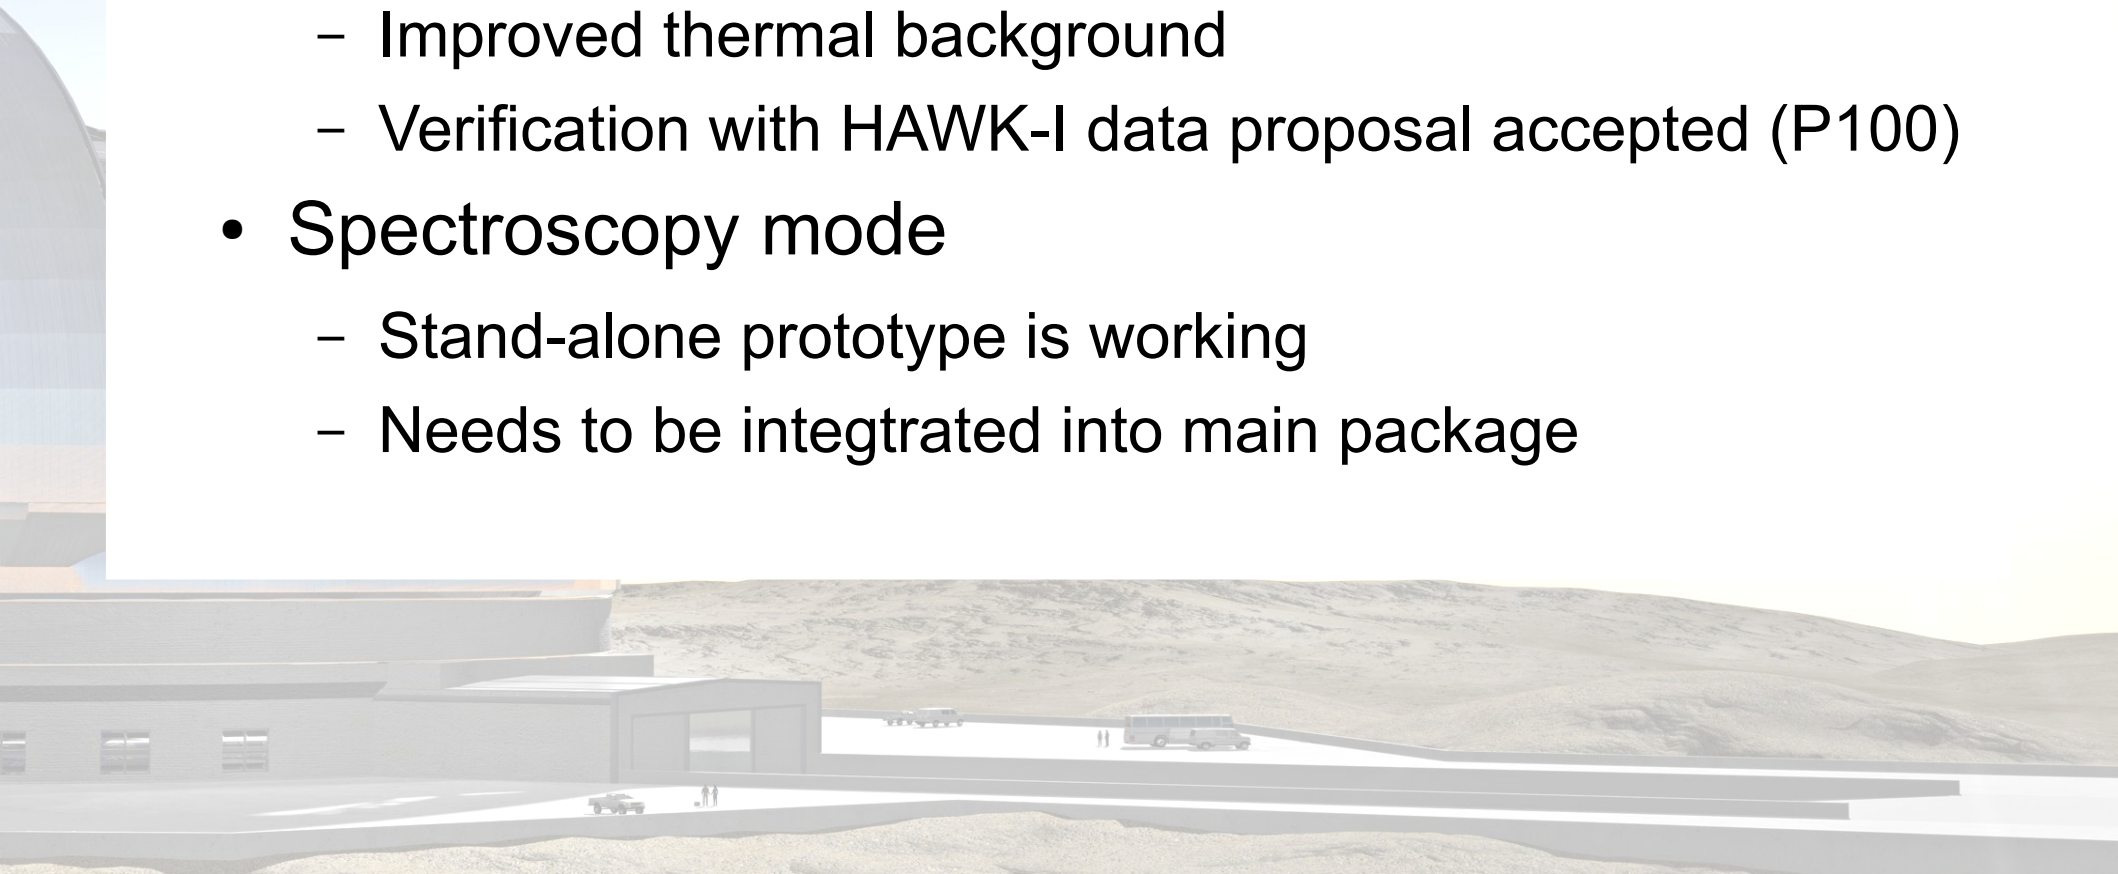 – Improved thermal background
– Verification with HAWK-I data proposal accepted (P100)
• Spectroscopy mode
– Stand-alone prototype is working
– Needs to be integtrated into main package